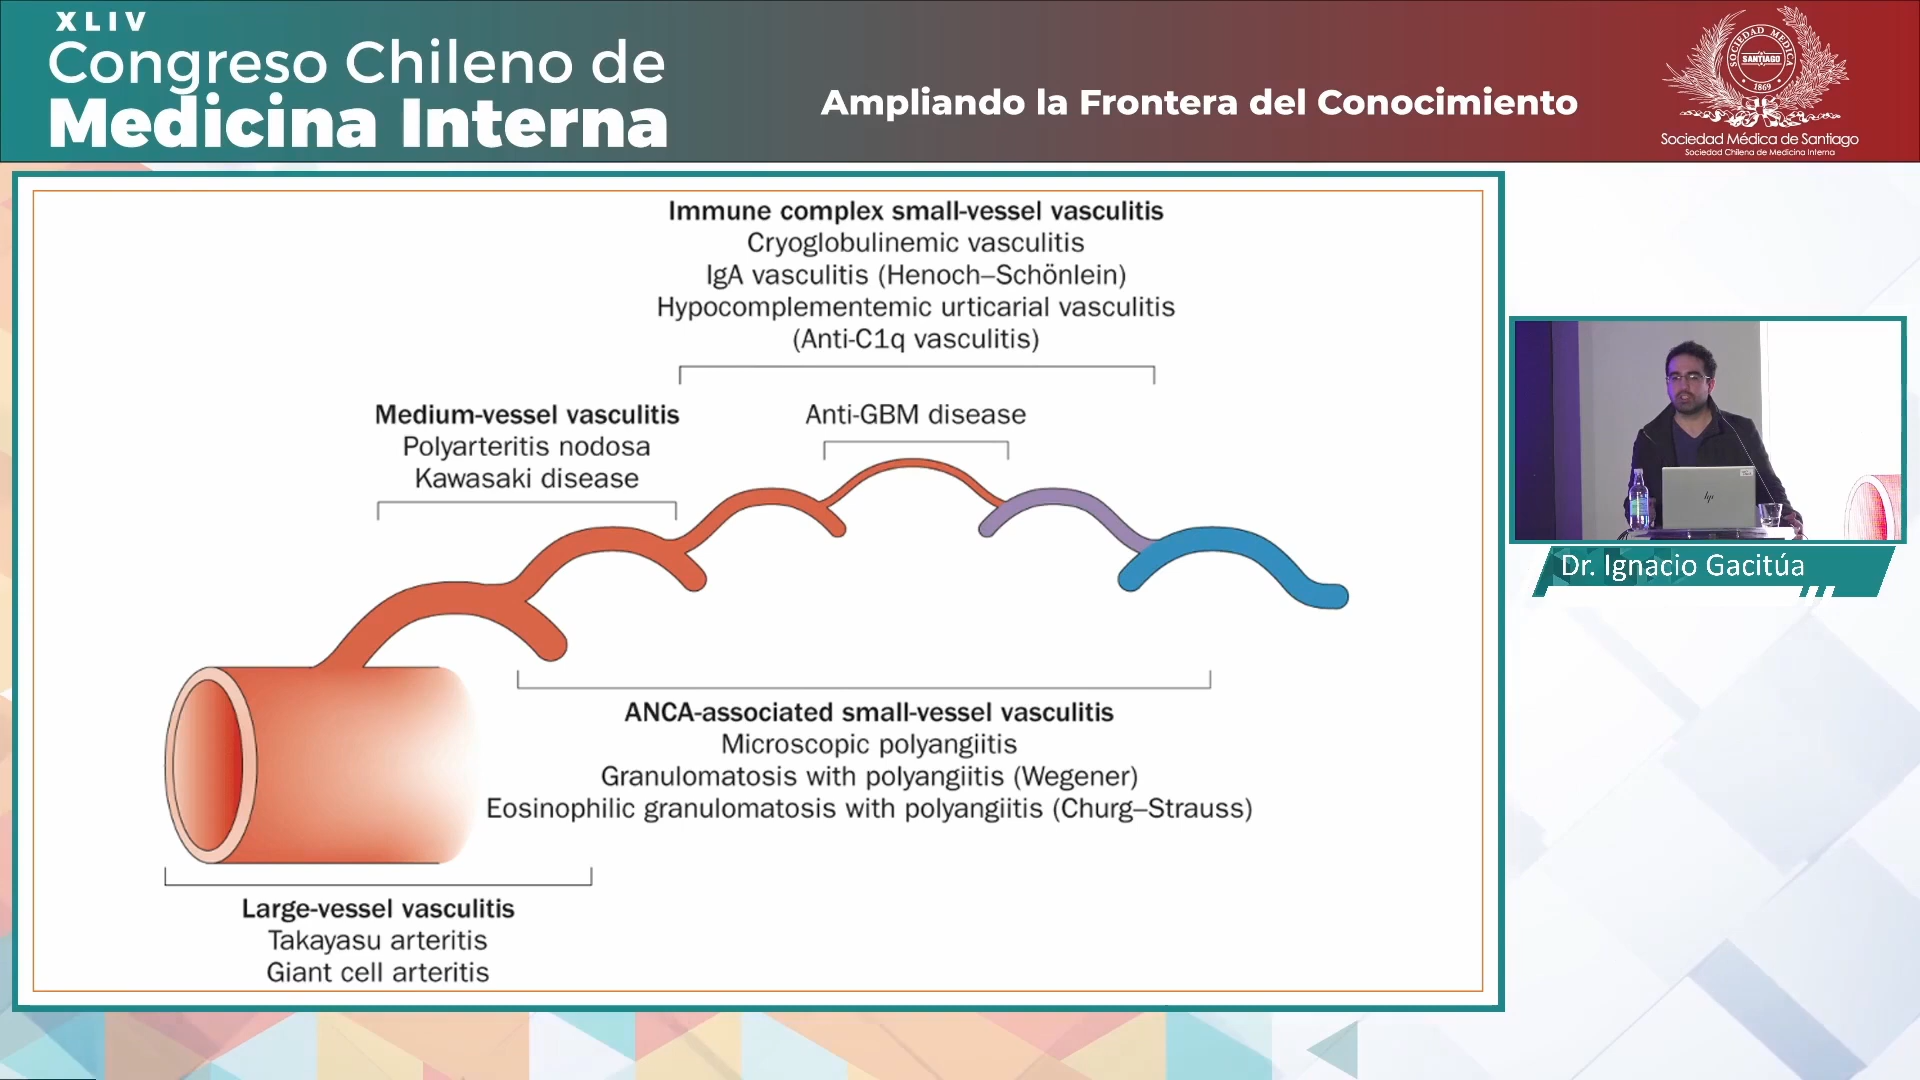 XLIV
Congreso Chileno de
Medicina Interna
Ampliando la Frontera del Conocimiento
SOCIEDAD MEDICA
SANTIAGO
1869
Sociedad Médica de Santiago
Sociedad Chilena de Medicina Interna
Immune complex small-vessel vasculitis
Cryoglobulinemic vasculitis
IgA vasculitis (Henoch–Schönlein)
Hypocomplementemic urticarial vasculitis
(Anti-C1q vasculitis)
Medium-vessel vasculitis
Polyarteritis nodosa
Kawasaki disease
Anti-GBM disease
ANCA-associated small-vessel vasculitis
Microscopic polyangiitis
Granulomatosis with polyangiitis (Wegener)
Eosinophilic granulomatosis with polyangiitis (Churg–Strauss)
Large-vessel vasculitis
Takayasu arteritis
Giant cell arteritis
hp
Dr. Ignacio Gacitúa